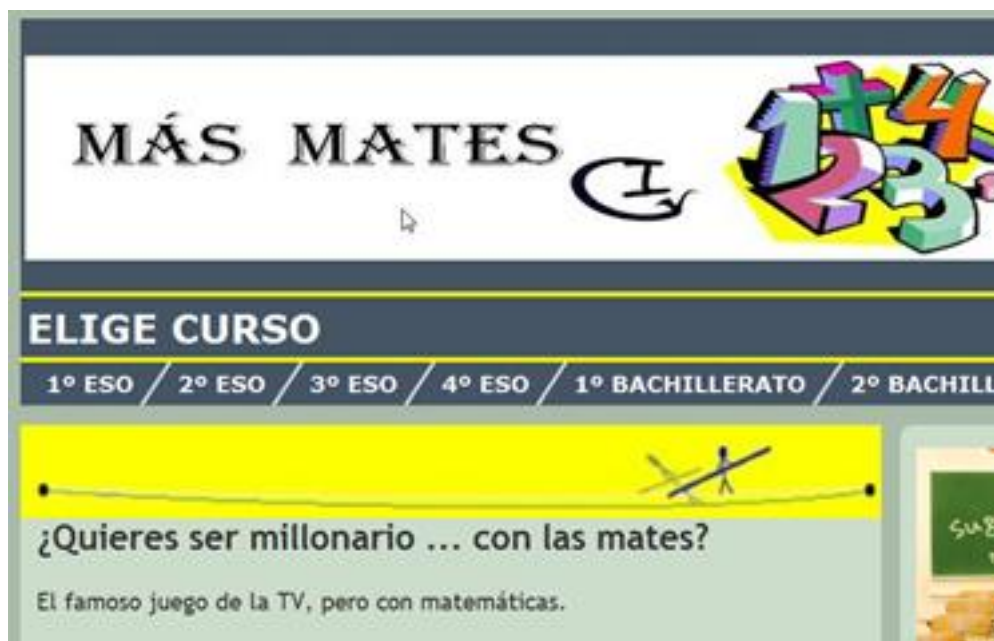 MÁS MATES
ELIGE CURSO
1º ESO / 2º ESO / 3º ESO / 4º ESO / 1º BACHILLERATO / 2º BACHILL
¿Quieres ser millonario ... con las mates?
El famoso juego de la TV, pero con matemáticas.